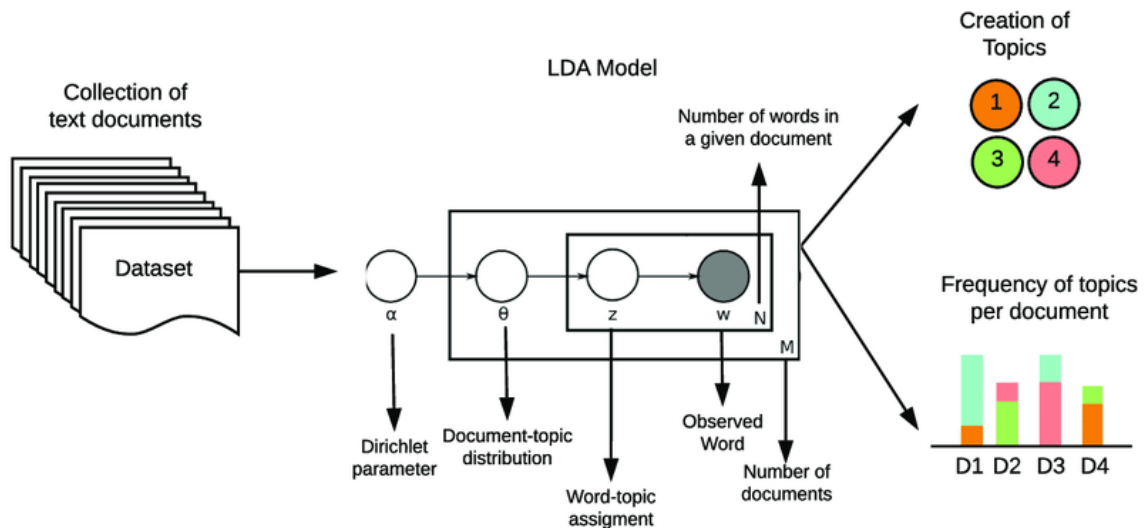 Collection of
text documents
Dataset
LDA Model
Number of words in
a given document
α
θ
z
w
N
M
Dirichlet
parameter
Document-topic
distribution
Word-topic
assigment
Observed
Word
Number of
documents
Creation of
Topics
1
2
3
4
Frequency of topics
per document
D1 D2 D3 D4